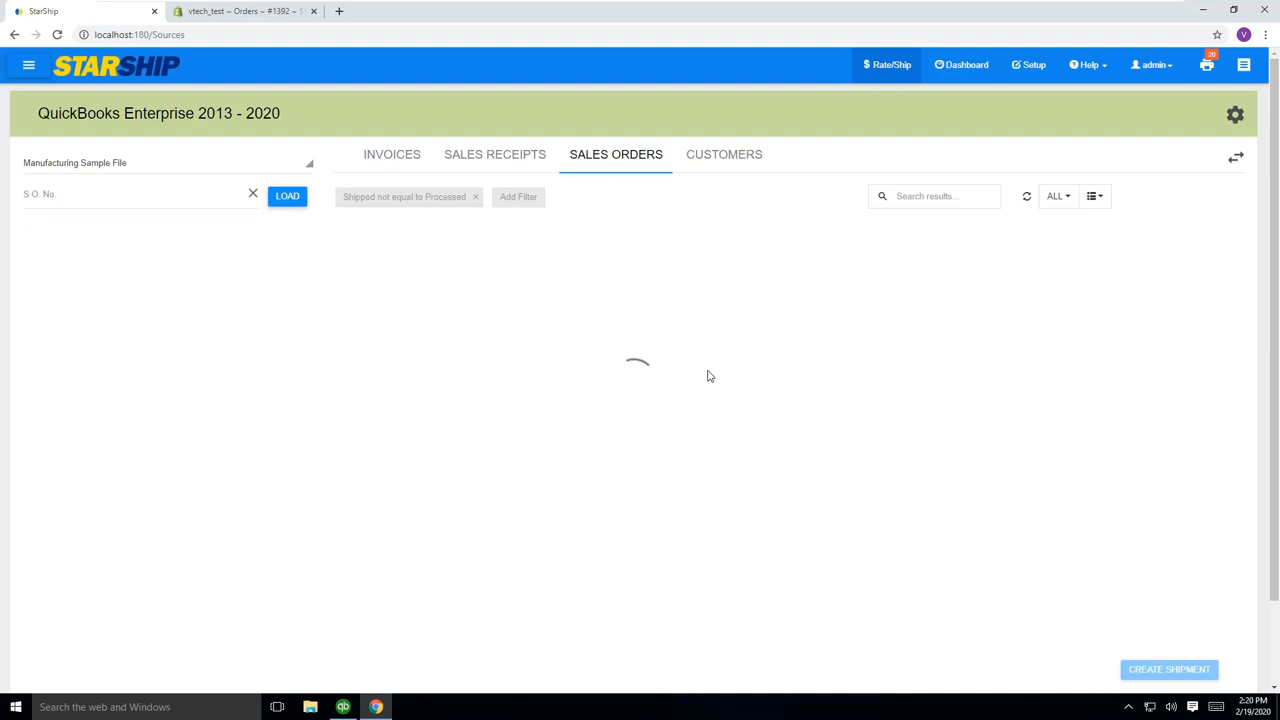 StarShip
vtech_test ~ Orders ~ #1392 ~ S
localhost:180/Sources
V
STARSHIP
$ Rate/Ship
Dashboard
Setup
Help
admin
20
QuickBooks Enterprise 2013 - 2020
Manufacturing Sample File
INVOICES
SALES RECEIPTS
SALES ORDERS
CUSTOMERS
S.O. No.
LOAD
Shipped not equal to Processed ×
Add Filter
Search results...
ALL
CREATE SHIPMENT
Search the web and Windows
qb
2:20 PM
2/19/2020